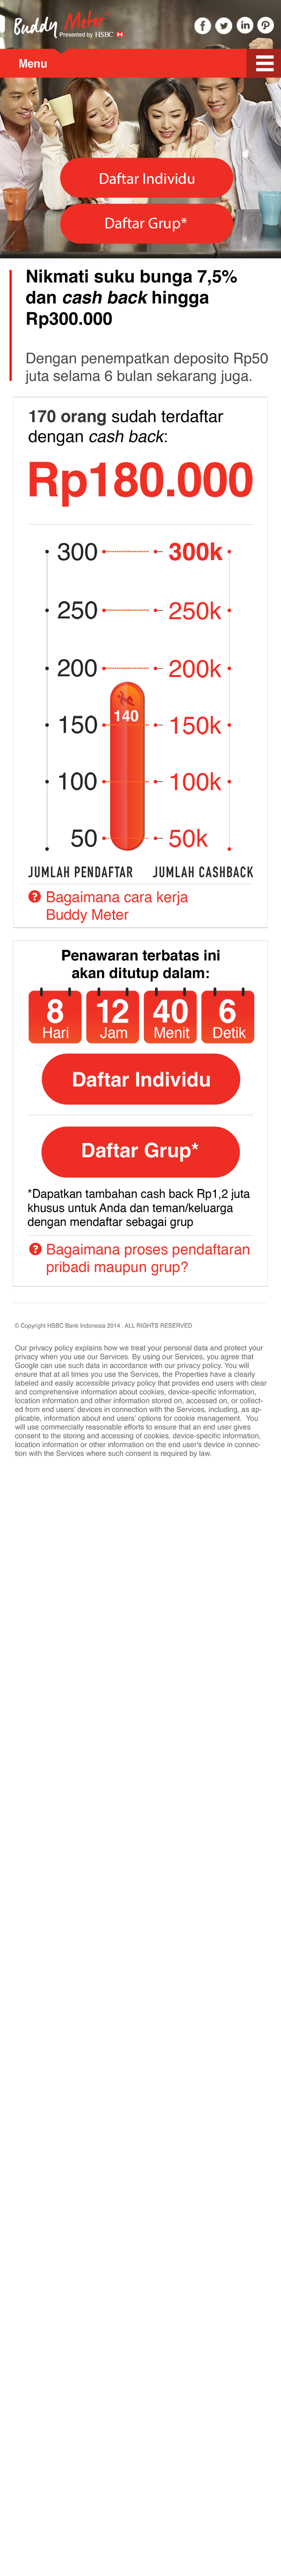 Buddy Meter
Presented by HSBC
Menu
Daftar Individu
Daftar Grup*
Nikmati suku bunga 7,5%
dan cash back hingga
Rp300.000
Dengan penempatkan deposito Rp50
juta selama 6 bulan sekarang juga.
170 orang sudah terdaftar
dengan cash back:
Rp180.000
300 300k
250 250k
200 200k
140
150 150k
100 100k
50 50k
JUMLAH PENDAFTAR JUMLAH CASHBACK
? Bagaimana cara kerja
Buddy Meter
Penawaran terbatas ini
akan ditutup dalam:
8 12 40 6
Hari Jam Menit Detik
Daftar Individu
Daftar Grup*
*Dapatkan tambahan cash back Rp1,2 juta
khusus untuk Anda dan teman/keluarga
dengan mendaftar sebagai grup
? Bagaimana proses pendaftaran
pribadi maupun grup?
© Copyright HSBC Bank Indonesia 2014 . ALL RIGHTS RESERVED
Our privacy policy explains how we treat your personal data and protect your
privacy when you use our Services. By using our Services, you agree that
Google can use such data in accordance with our privacy policy. You will
ensure that at all times you use the Services, the Properties have a clearly
labeled and easily accessible privacy policy that provides end users with clear
and comprehensive information about cookies, device-specific information,
location information and other information stored on, accessed on, or collect-
ed from end users' devices in connection with the Services, including, as ap-
plicable, information about end users' options for cookie management. You
will use commercially reasonable efforts to ensure that an end user gives
consent to the storing and accessing of cookies, device-specific information,
location information or other information on the end user's device in connec-
tion with the Services where such consent is required by law.